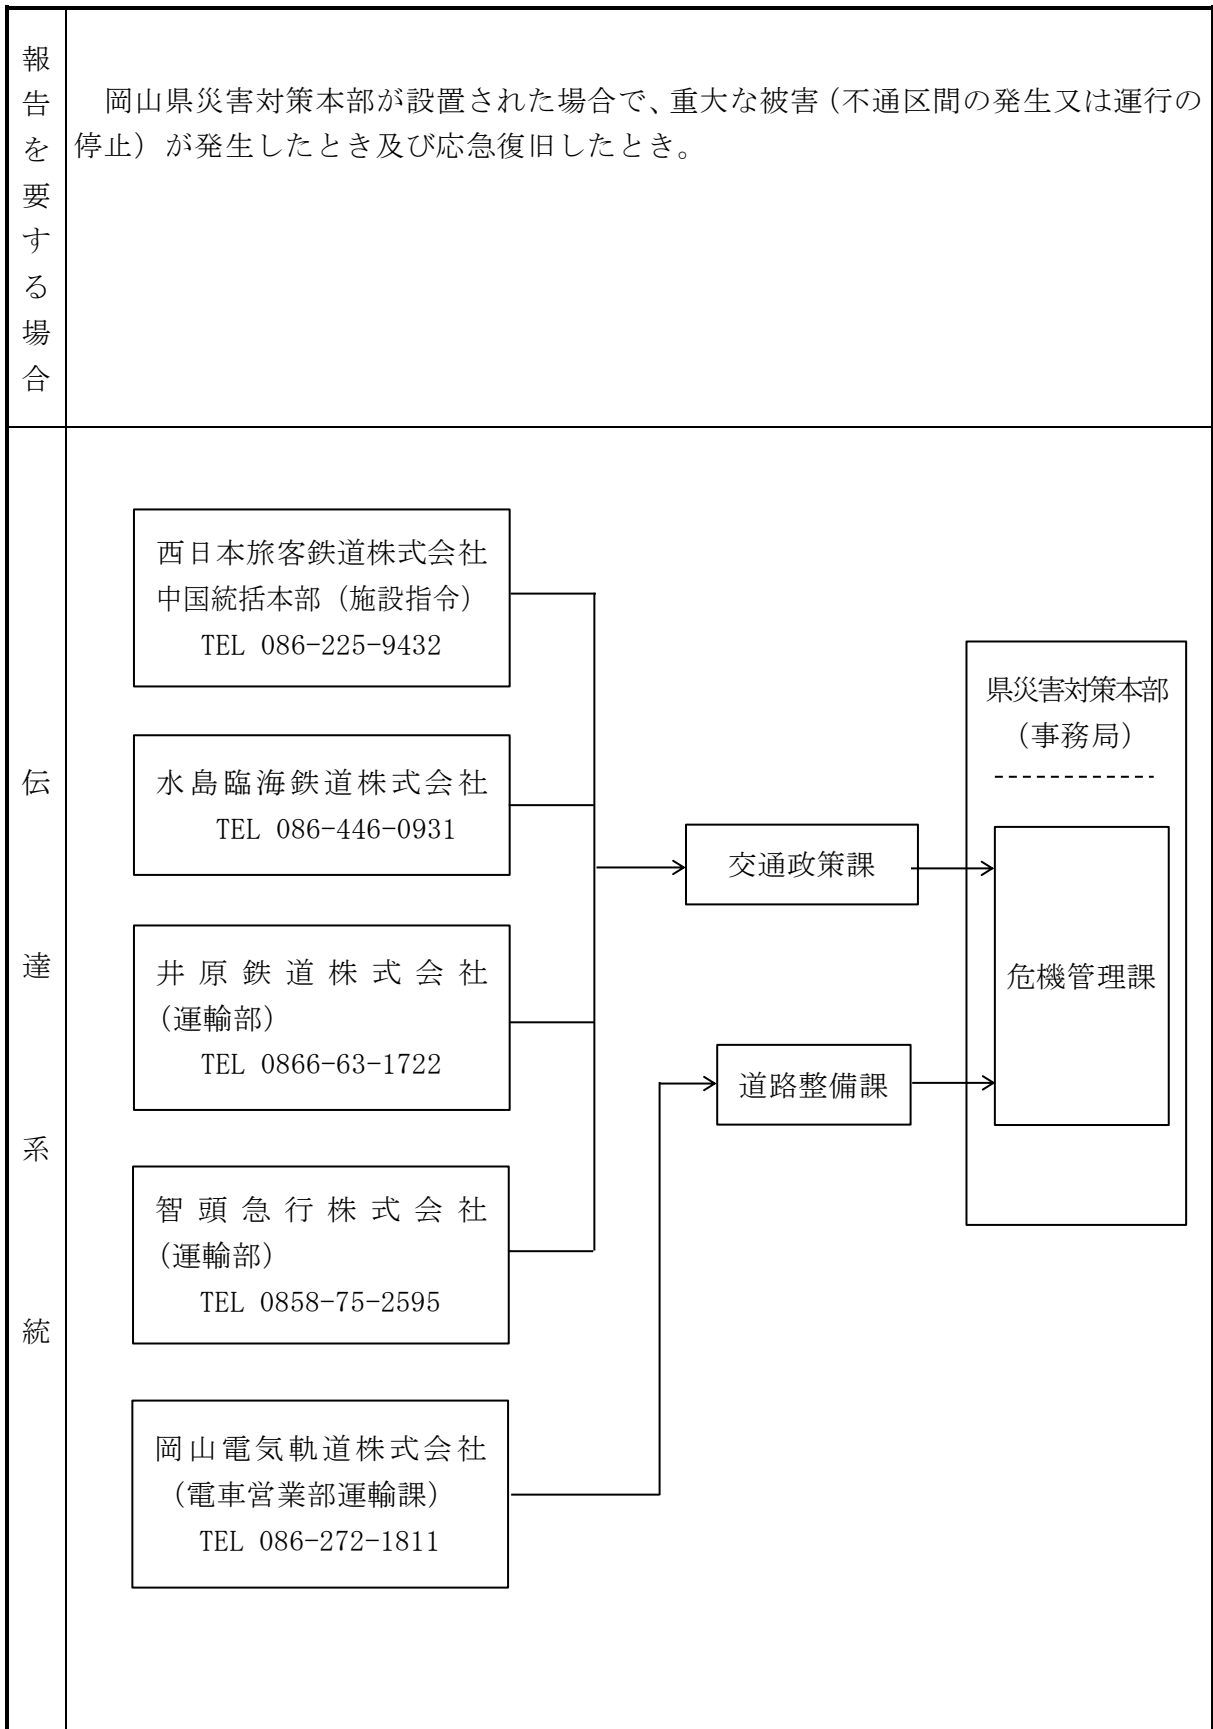 報告を要する場合
岡山県災害対策本部が設置された場合で、重大な被害（不通区間の発生又は運行の
停止）が発生したとき及び応急復旧したとき。
伝達系統
西日本旅客鉄道株式会社
中国統括本部（施設指令）
TEL 086-225-9432
水島臨海鉄道株式会社
TEL 086-446-0931
井原鉄道株式会社
（運輸部）
TEL 0866-63-1722
智頭急行株式会社
（運輸部）
TEL 0858-75-2595
岡山電気軌道株式会社
（電車営業部運輸課）
TEL 086-272-1811
交通政策課
道路整備課
県災害対策本部
（事務局）
危機管理課